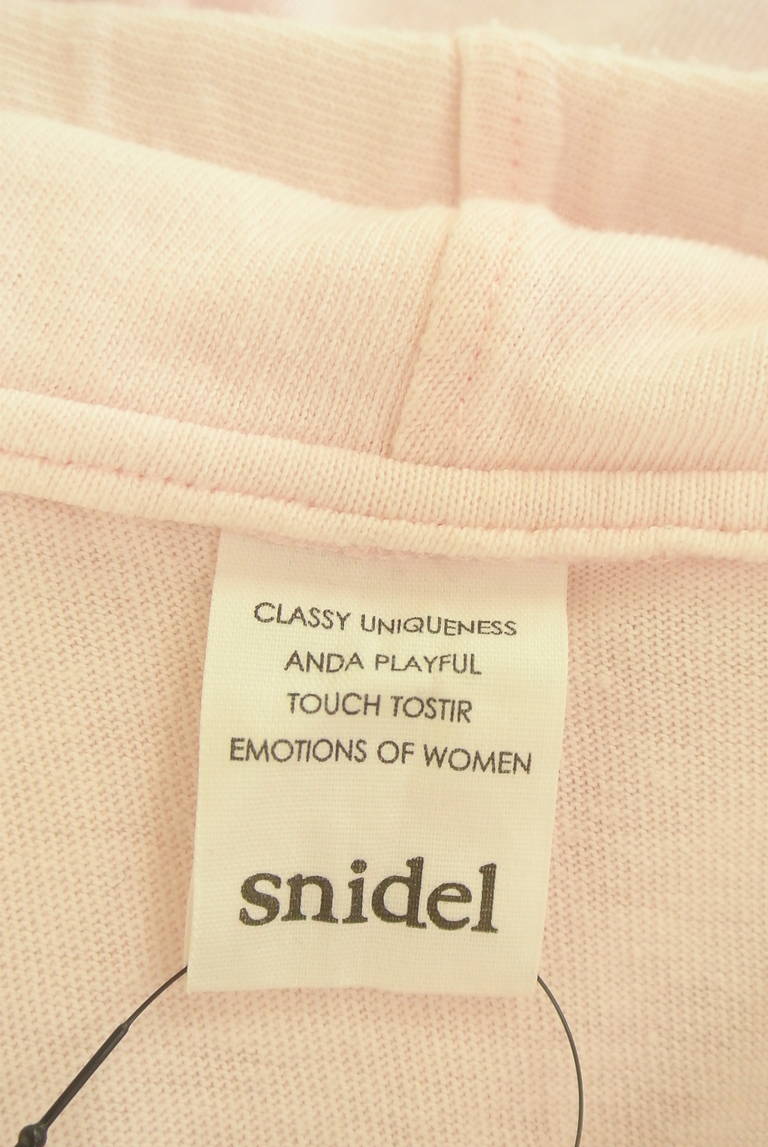 CLASSY UNIQUENESS
ANDA PLAYFUL
TOUCH TOSTIR
EMOTIONS OF WOMEN
snidel